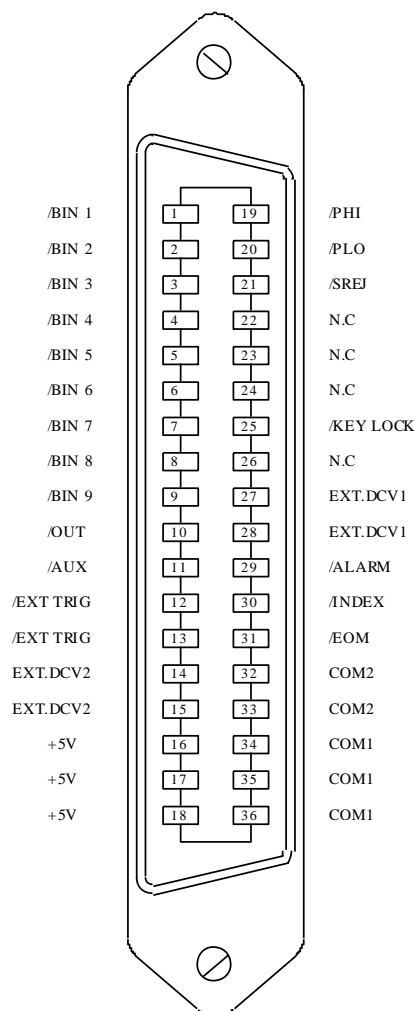 /BIN 1 1 19 /PHI
/BIN 2 2 20 /PLO
/BIN 3 3 21 /SREJ
/BIN 4 4 22 N.C
/BIN 5 5 23 N.C
/BIN 6 6 24 N.C
/BIN 7 7 25 /KEY LOCK
/BIN 8 8 26 N.C
/BIN 9 9 27 EXT.DCV1
/OUT 10 28 EXT.DCV1
/AUX 11 29 /ALARM
/EXT TRIG 12 30 /INDEX
/EXT TRIG 13 31 /EOM
EXT.DCV2 14 32 COM2
EXT.DCV2 15 33 COM2
+5V 16 34 COM1
+5V 17 35 COM1
+5V 18 36 COM1